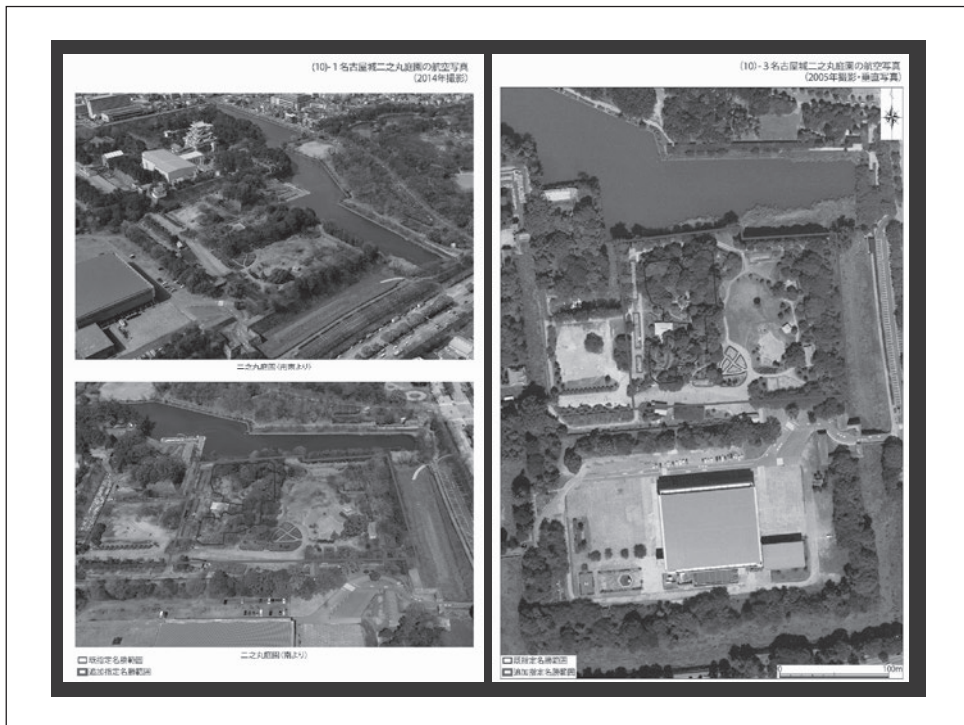 (10)-1名古屋城二之丸庭園の航空写真
(2014年撮影)
二之丸庭園(南東より)
二之丸庭園(南より)
既指定名勝範囲
追加指定名勝範囲
(10)-3名古屋城二之丸庭園の航空写真
(2005年撮影・垂直写真)
既指定名勝範囲
追加指定名勝範囲
0
100m